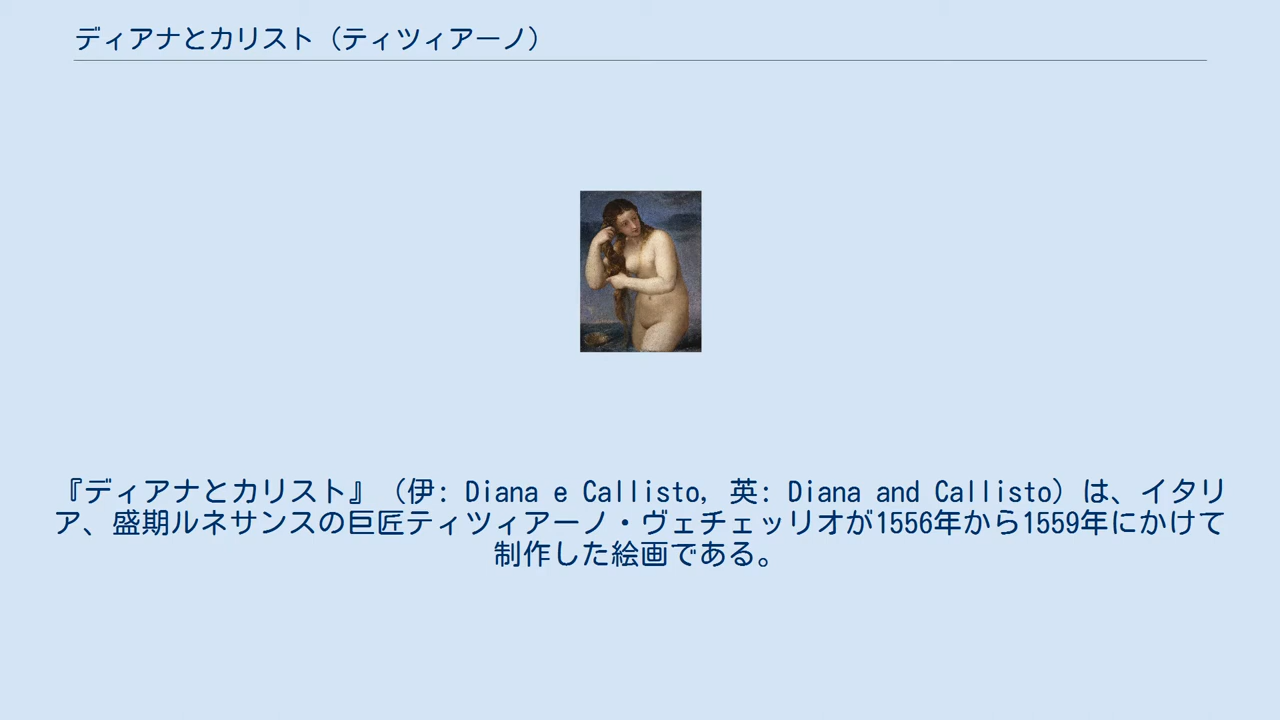 ディアナとカリスト（ティツィアーノ）
『ディアナとカリスト』（伊: Diana e Callisto, 英: Diana and Callisto）は、イタリ
ア、盛期ルネサンスの巨匠ティツィアーノ・ヴェチェッリオが1556年から1559年にかけて
制作した絵画である。